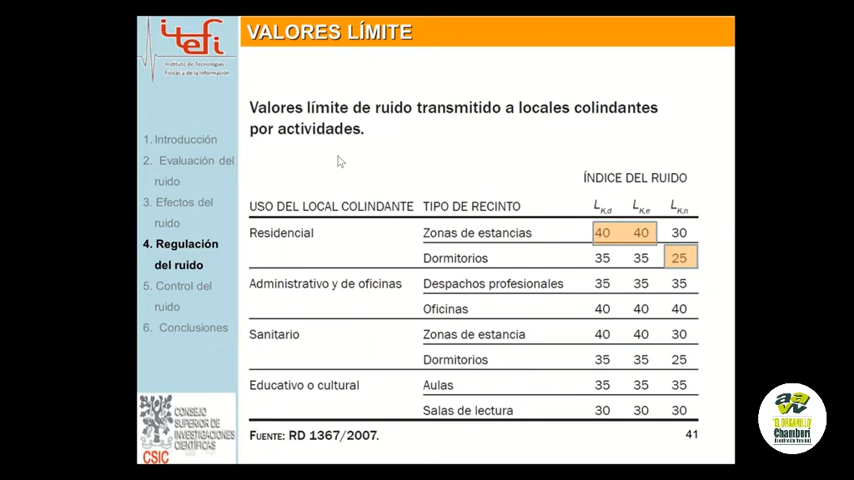 itefi
Instituto de Tecnologías
Físicas y de la Información
VALORES LÍMITE
1. Introducción
2. Evaluación del
ruido
3. Efectos del
ruido
4. Regulación
del ruido
5. Control del
ruido
6. Conclusiones
CONSEJO
SUPERIOR DE
INVESTIGACIONES
CIENTÍFICAS
CSIC
Valores límite de ruido transmitido a locales colindantes
por actividades.
ÍNDICE DEL RUIDO
USO DEL LOCAL COLINDANTE TIPO DE RECINTO LK,d LK,e LK,n
Residencial Zonas de estancias 40 40 30
Dormitorios 35 35 25
Administrativo y de oficinas Despachos profesionales 35 35 35
Oficinas 40 40 40
Sanitario Zonas de estancia 40 40 30
Dormitorios 35 35 25
Educativo o cultural Aulas 35 35 35
Salas de lectura 30 30 30
FUENTE: RD 1367/2007.
41
"EL ORGANILLO"
Chamberí